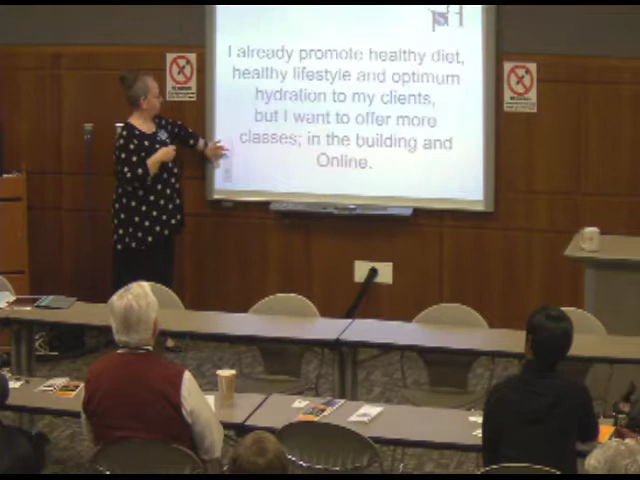 I already promote healthy diet,
healthy lifestyle and optimum
hydration to my clients,
but I want to offer more
classes; in the building and
Online.